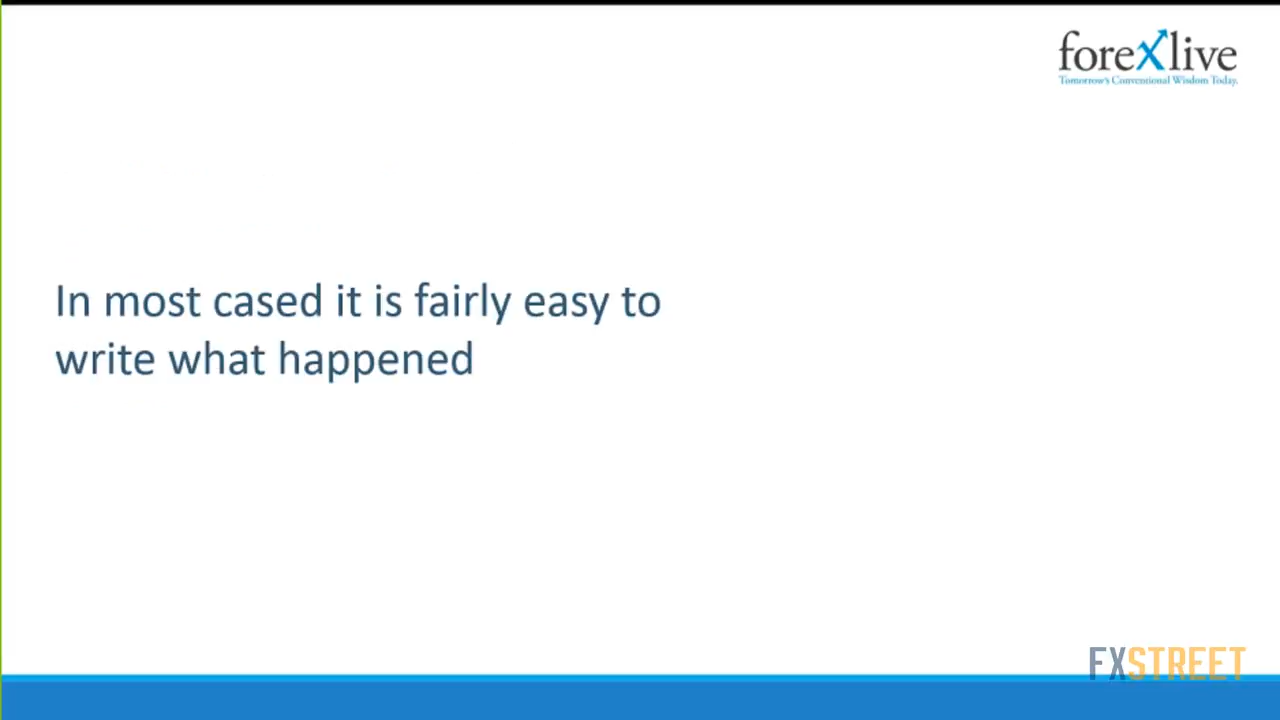 forexlive
Tomorrow's Conventional Wisdom Today.
In most cased it is fairly easy to
write what happened
FXSTREET